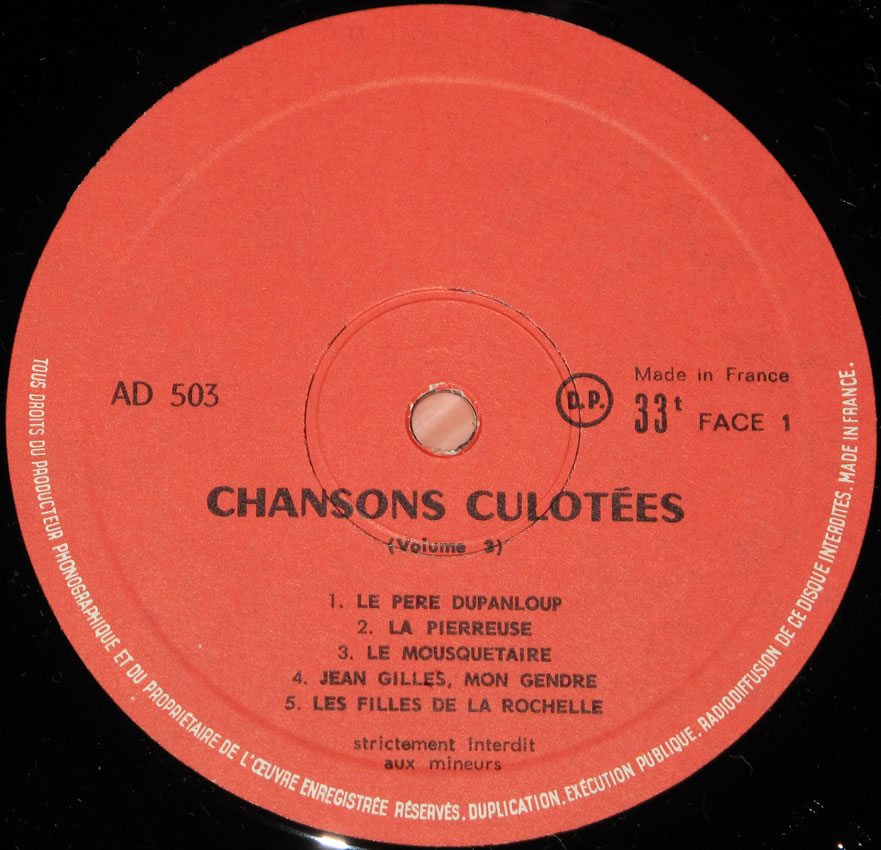 AD 503
D.P.
Made in France
33t FACE 1
CHANSONS CULOTÉES
(Volume 3)
1. LE PERE DUPANLOUP
2. LA PIERREUSE
3. LE MOUSQUETAIRE
4. JEAN GILLES, MON GENDRE
5. LES FILLES DE LA ROCHELLE
strictement interdit
aux mineurs
TOUS DROITS DU PRODUCTEUR PHONOGRAPHIQUE ET DU PROPRIÉTAIRE DE L'ŒUVRE ENREGISTRÉE RÉSERVÉS. DUPLICATION. EXÉCUTION PUBLIQUE. RADIODIFFUSION DE CE DISQUE INTERDITES. MADE IN FRANCE.